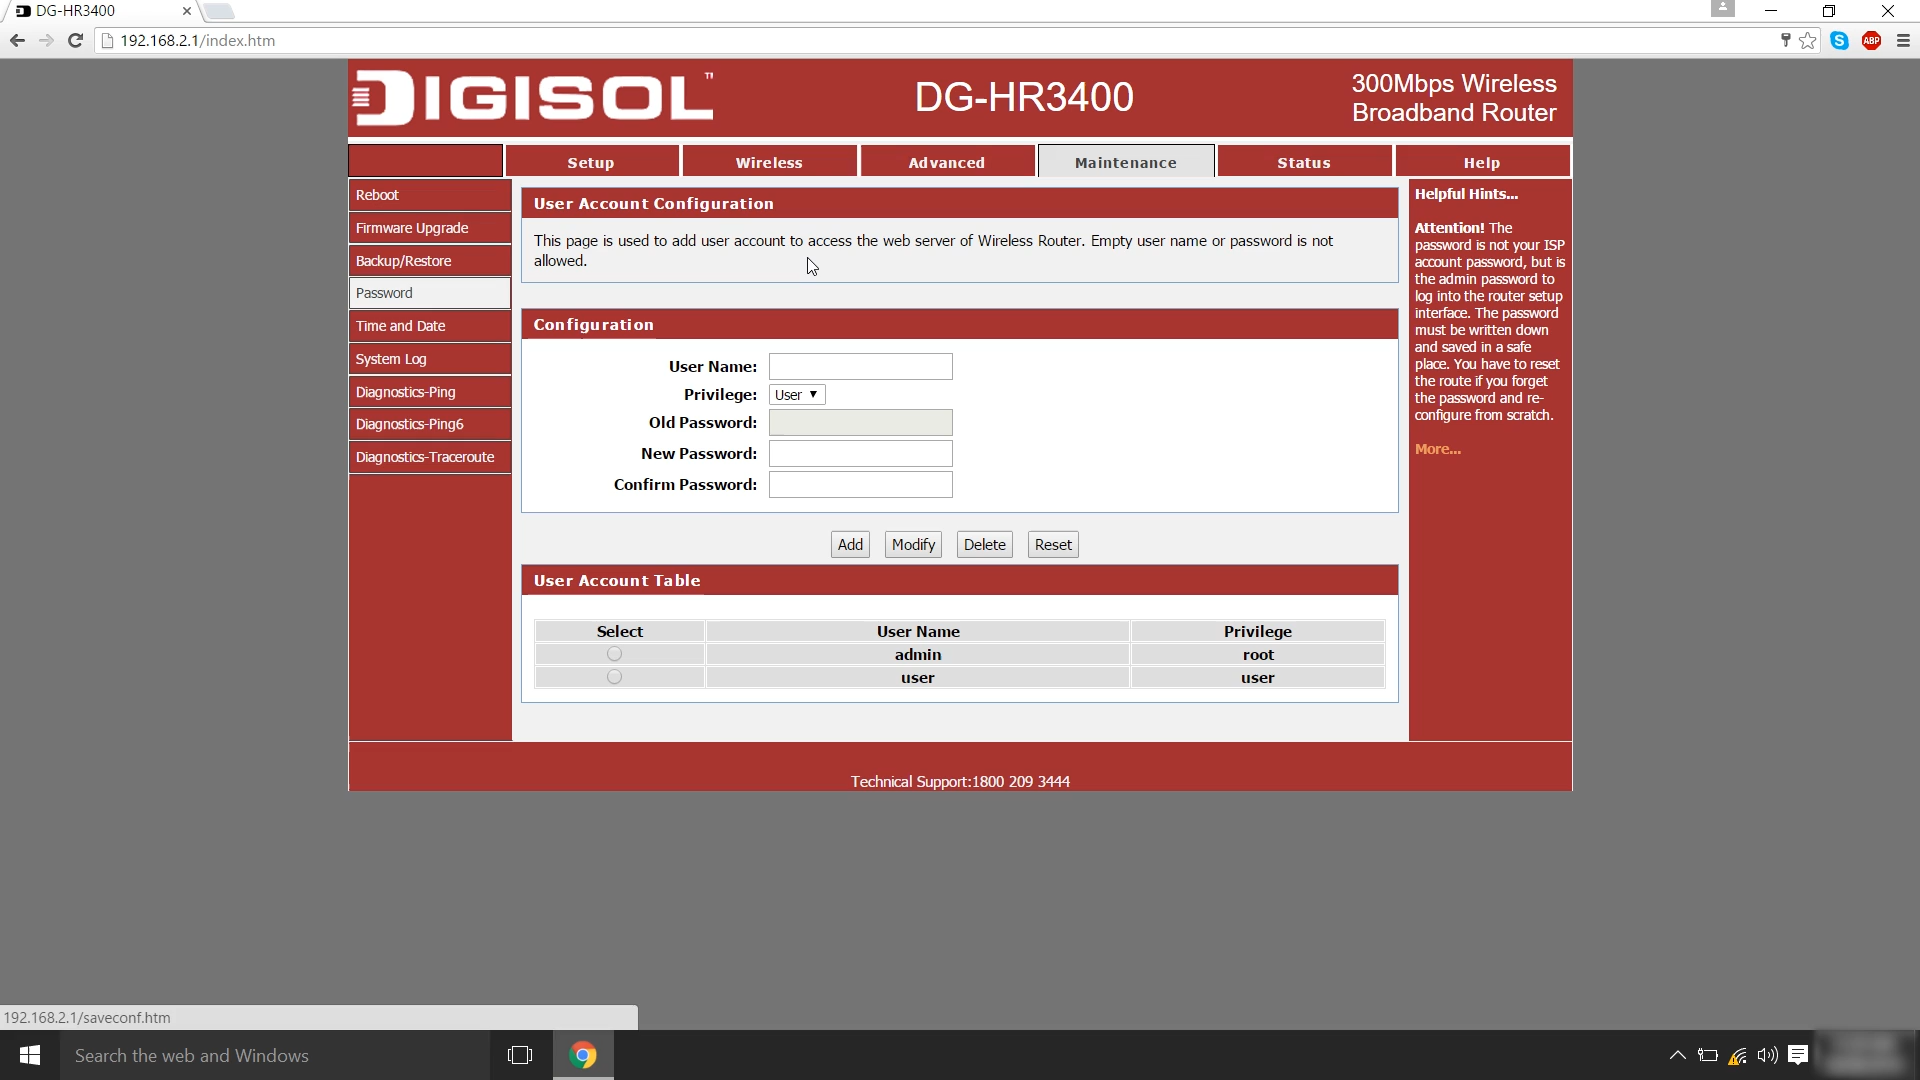 DG-HR3400
192.168.2.1/index.htm
S
ABP
DIGISOL™
DG-HR3400
300Mbps Wireless
Broadband Router
Setup
Wireless
Advanced
Maintenance
Status
Help
Reboot
Firmware Upgrade
Backup/Restore
Password
Time and Date
System Log
Diagnostics-Ping
Diagnostics-Ping6
Diagnostics-Traceroute
User Account Configuration
This page is used to add user account to access the web server of Wireless Router. Empty user name or password is not
allowed.
Configuration
User Name:
Privilege: User
Old Password:
New Password:
Confirm Password:
Add Modify Delete Reset
User Account Table
Select User Name Privilege
admin root
user user
Helpful Hints...
Attention! The
password is not your ISP
account password, but is
the admin password to
log into the router setup
interface. The password
must be written down
and saved in a safe
place. You have to reset
the route if you forget
the password and re-
configure from scratch.
More...
Technical Support:1800 209 3444
192.168.2.1/saveconf.htm
Search the web and Windows